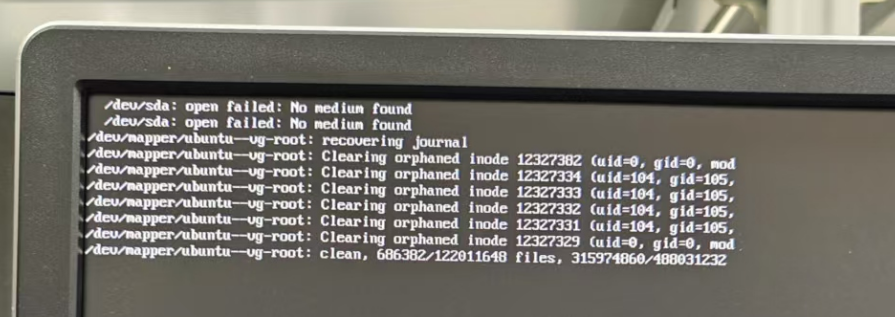 /dev/sda: open failed: No medium found
/dev/sda: open failed: No medium found
/dev/mapper/ubuntu--vg-root: recovering journal
/dev/mapper/ubuntu--vg-root: Clearing orphaned inode 12327382 (uid=0, gid=0, mod
/dev/mapper/ubuntu--vg-root: Clearing orphaned inode 12327334 (uid=104, gid=105,
/dev/mapper/ubuntu--vg-root: Clearing orphaned inode 12327333 (uid=104, gid=105,
/dev/mapper/ubuntu--vg-root: Clearing orphaned inode 12327332 (uid=104, gid=105,
/dev/mapper/ubuntu--vg-root: Clearing orphaned inode 12327331 (uid=104, gid=105,
/dev/mapper/ubuntu--vg-root: Clearing orphaned inode 12327329 (uid=0, gid=0, mod
/dev/mapper/ubuntu--vg-root: clean, 686382/122011648 files, 315974860/488031232